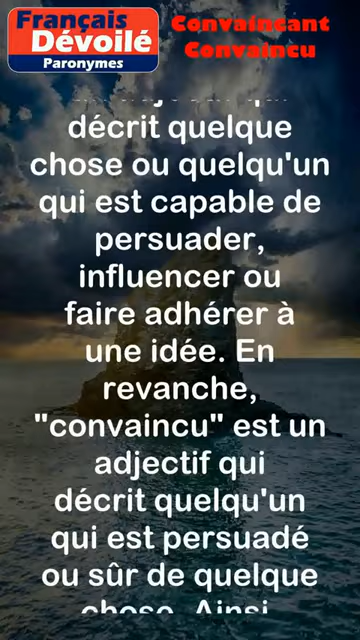 Français
Dévoilé
Paronymes
Convaincant
Convaincu
décrit quelque
chose ou quelqu'un
qui est capable de
persuader,
influencer ou
faire adhérer à
une idée. En
revanche,
"convaincu" est un
adjectif qui
décrit quelqu'un
qui est persuadé
ou sûr de quelque
chose. Ainsi